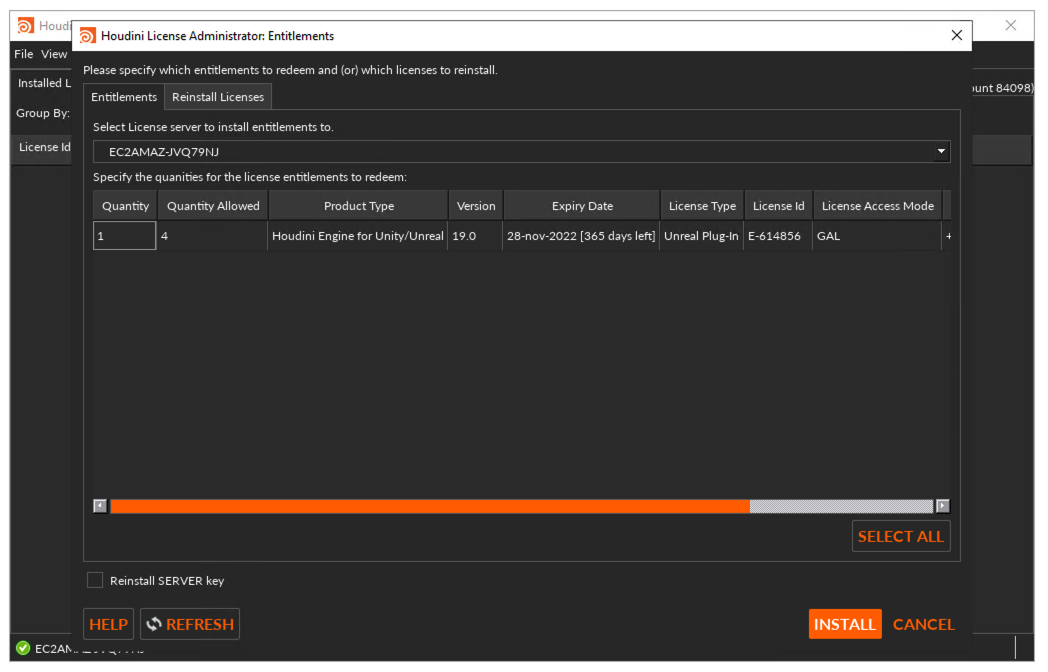 Houdi
Houdini License Administrator: Entitlements
File View
Please specify which entitlements to redeem and (or) which licenses to reinstall.
Installed L
Entitlements Reinstall Licenses
unt 84098)
Group By:
Select License server to install entitlements to.
License Id
EC2AMAZ-JVQ79NJ
Specify the quanities for the license entitlements to redeem:
Quantity Quantity Allowed Product Type Version Expiry Date License Type License Id License Access Mode
1 4 Houdini Engine for Unity/Unreal 19.0 28-nov-2022 [365 days left] Unreal Plug-In E-614856 GAL +
SELECT ALL
Reinstall SERVER key
HELP REFRESH INSTALL CANCEL
EC2AM